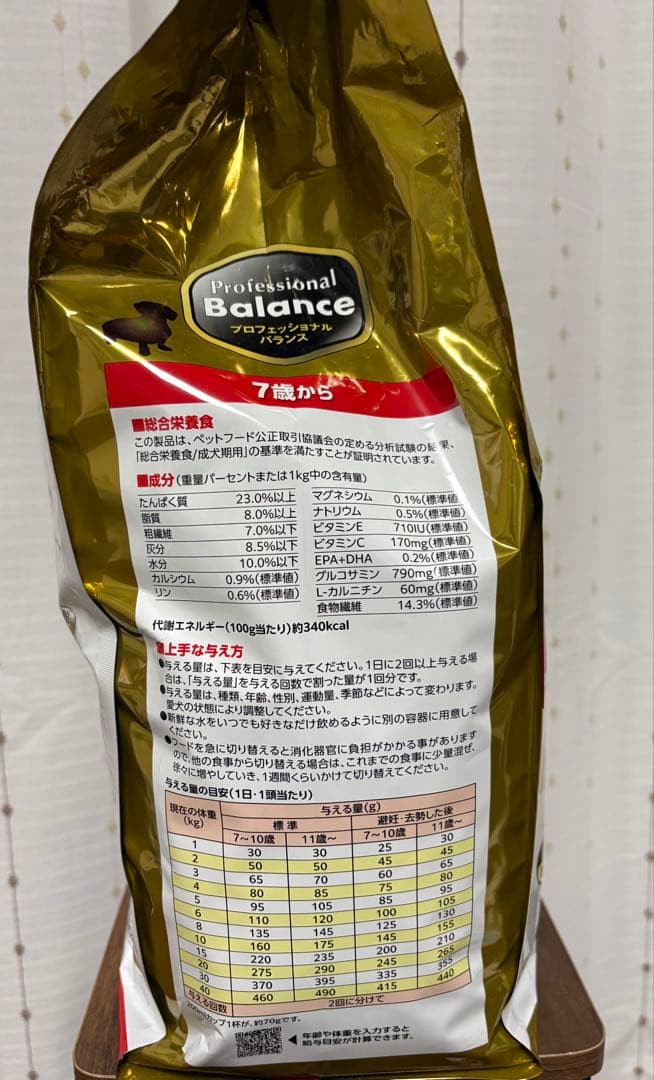 Professional
Balance
プロフェッショナル
バランス
7歳から
■総合栄養食
この製品は、ペットフード公正取引協議会の定める分析試験の結果、
「総合栄養食/成犬期用」の基準を満たすことが証明されています。
■成分(重量パーセントまたは1kg中の含有量)
たんぱく質 23.0%以上 マグネシウム 0.1%(標準値)
脂質 8.0%以上 ナトリウム 0.5%(標準値)
粗繊維 7.0%以下 ビタミンE 710IU(標準値)
灰分 8.5%以下 ビタミンC 170mg(標準値)
水分 10.0%以下 EPA+DHA 0.2%(標準値)
カルシウム 0.9%(標準値) グルコサミン 790mg(標準値)
リン 0.6%(標準値) L-カルニチン 60mg(標準値)
食物繊維 14.3%(標準値)
代謝エネルギー(100g当たり)約340kcal
■上手な与え方
●与える量は、下表を目安に与えてください。1日に2回以上与える場
合は、「与える量」を与える回数で割った量が1回分です。
●与える量は、種類、年齢、性別、運動量、季節などによって変わります。
愛犬の状態により調整してください。
●新鮮な水をいつでも好きなだけ飲めるように別の容器に用意して
ください。
●フードを急に切り替えると消化器官に負担がかかる事があります
ので、他の食事から切り替える場合は、これまでの食事に少量混ぜ、
徐々に増やしていき、1週間くらいかけて切り替えてください。
与える量の目安(1日・1頭当たり)
現在の体重(kg) 与える量(g)
標準 避妊・去勢した後
7〜10歳 11歳〜 7〜10歳 11歳〜
1 30 30 25 30
2 50 50 45 45
3 65 70 60 65
4 80 85 75 80
5 95 105 85 95
6 110 120 100 105
8 135 145 125 130
10 160 175 145 155
15 220 235 200 210
20 275 290 245 265
30 370 395 335 355
40 460 490 415 440
与える回数 2回に分けて
200mlカップ1杯が、約70gです。
◀ 年齢や体重を入力すると
給与目安が計算できます。